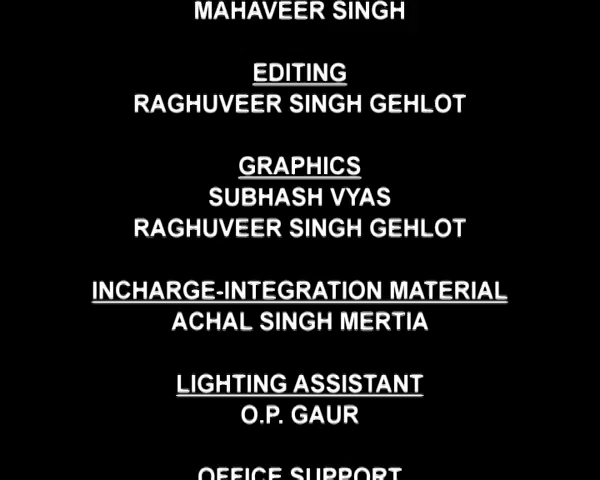 MAHAVEER SINGH
EDITING
RAGHUVEER SINGH GEHLOT
GRAPHICS
SUBHASH VYAS
RAGHUVEER SINGH GEHLOT
INCHARGE-INTEGRATION MATERIAL
ACHAL SINGH MERTIA
LIGHTING ASSISTANT
O.P. GAUR
OFFICE SUPPORT